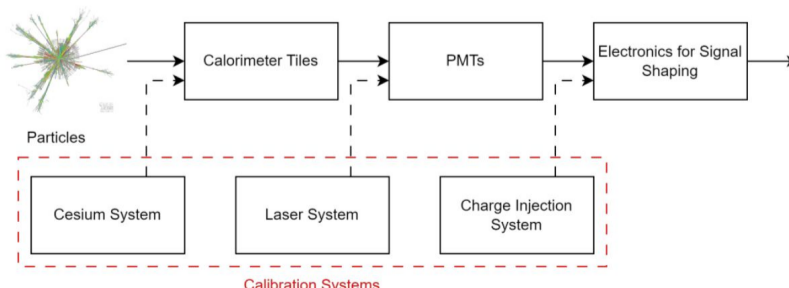 Calorimeter Tiles
PMTs
Electronics for Signal
Shaping
Particles
Cesium System
Laser System
Charge Injection
System
Calibration Systems